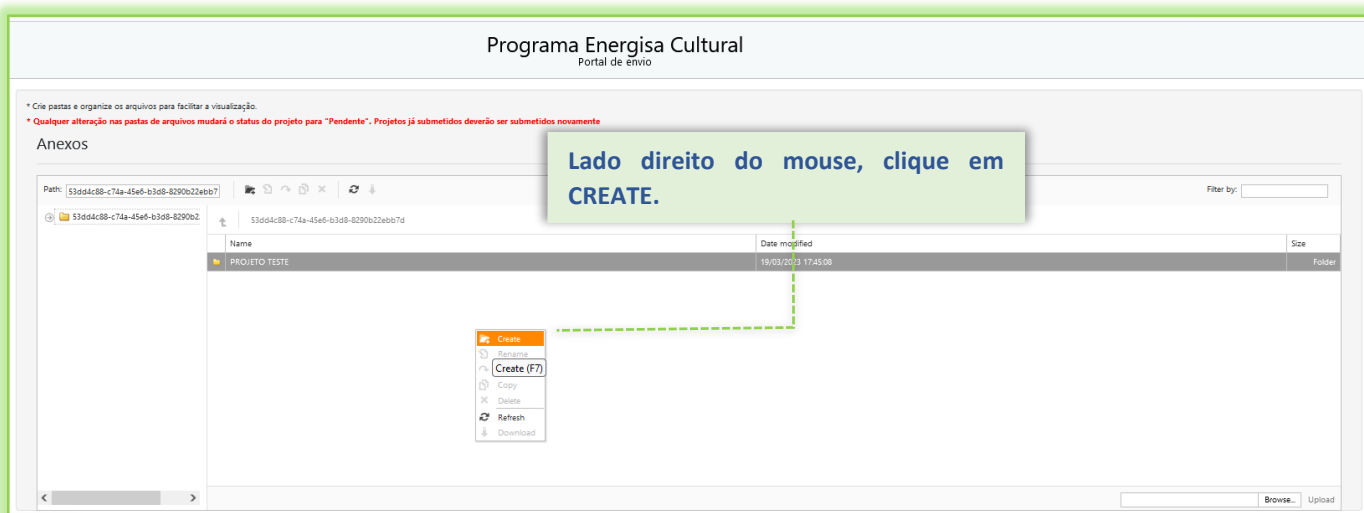 Programa Energisa Cultural
Portal de envio
* Crie pastas e organize os arquivos para facilitar a visualização.
* Qualquer alteração nas pastas de arquivos mudará o status do projeto para "Pendente". Projetos já submetidos deverão ser submetidos novamente
Anexos
Lado direito do mouse, clique em
CREATE.
Path: 53dd4c88-c74a-45e6-b3d8-8290b22ebb7
Filter by:
53dd4c88-c74a-45e6-b3d8-8290b2
53dd4c88-c74a-45e6-b3d8-8290b22ebb7d
Name Date modified Size
PROJETO TESTE 19/03/2023 17:45:08 Folder
Create
Rename
Create (F7)
Copy
Delete
Refresh
Download
Browse... Upload